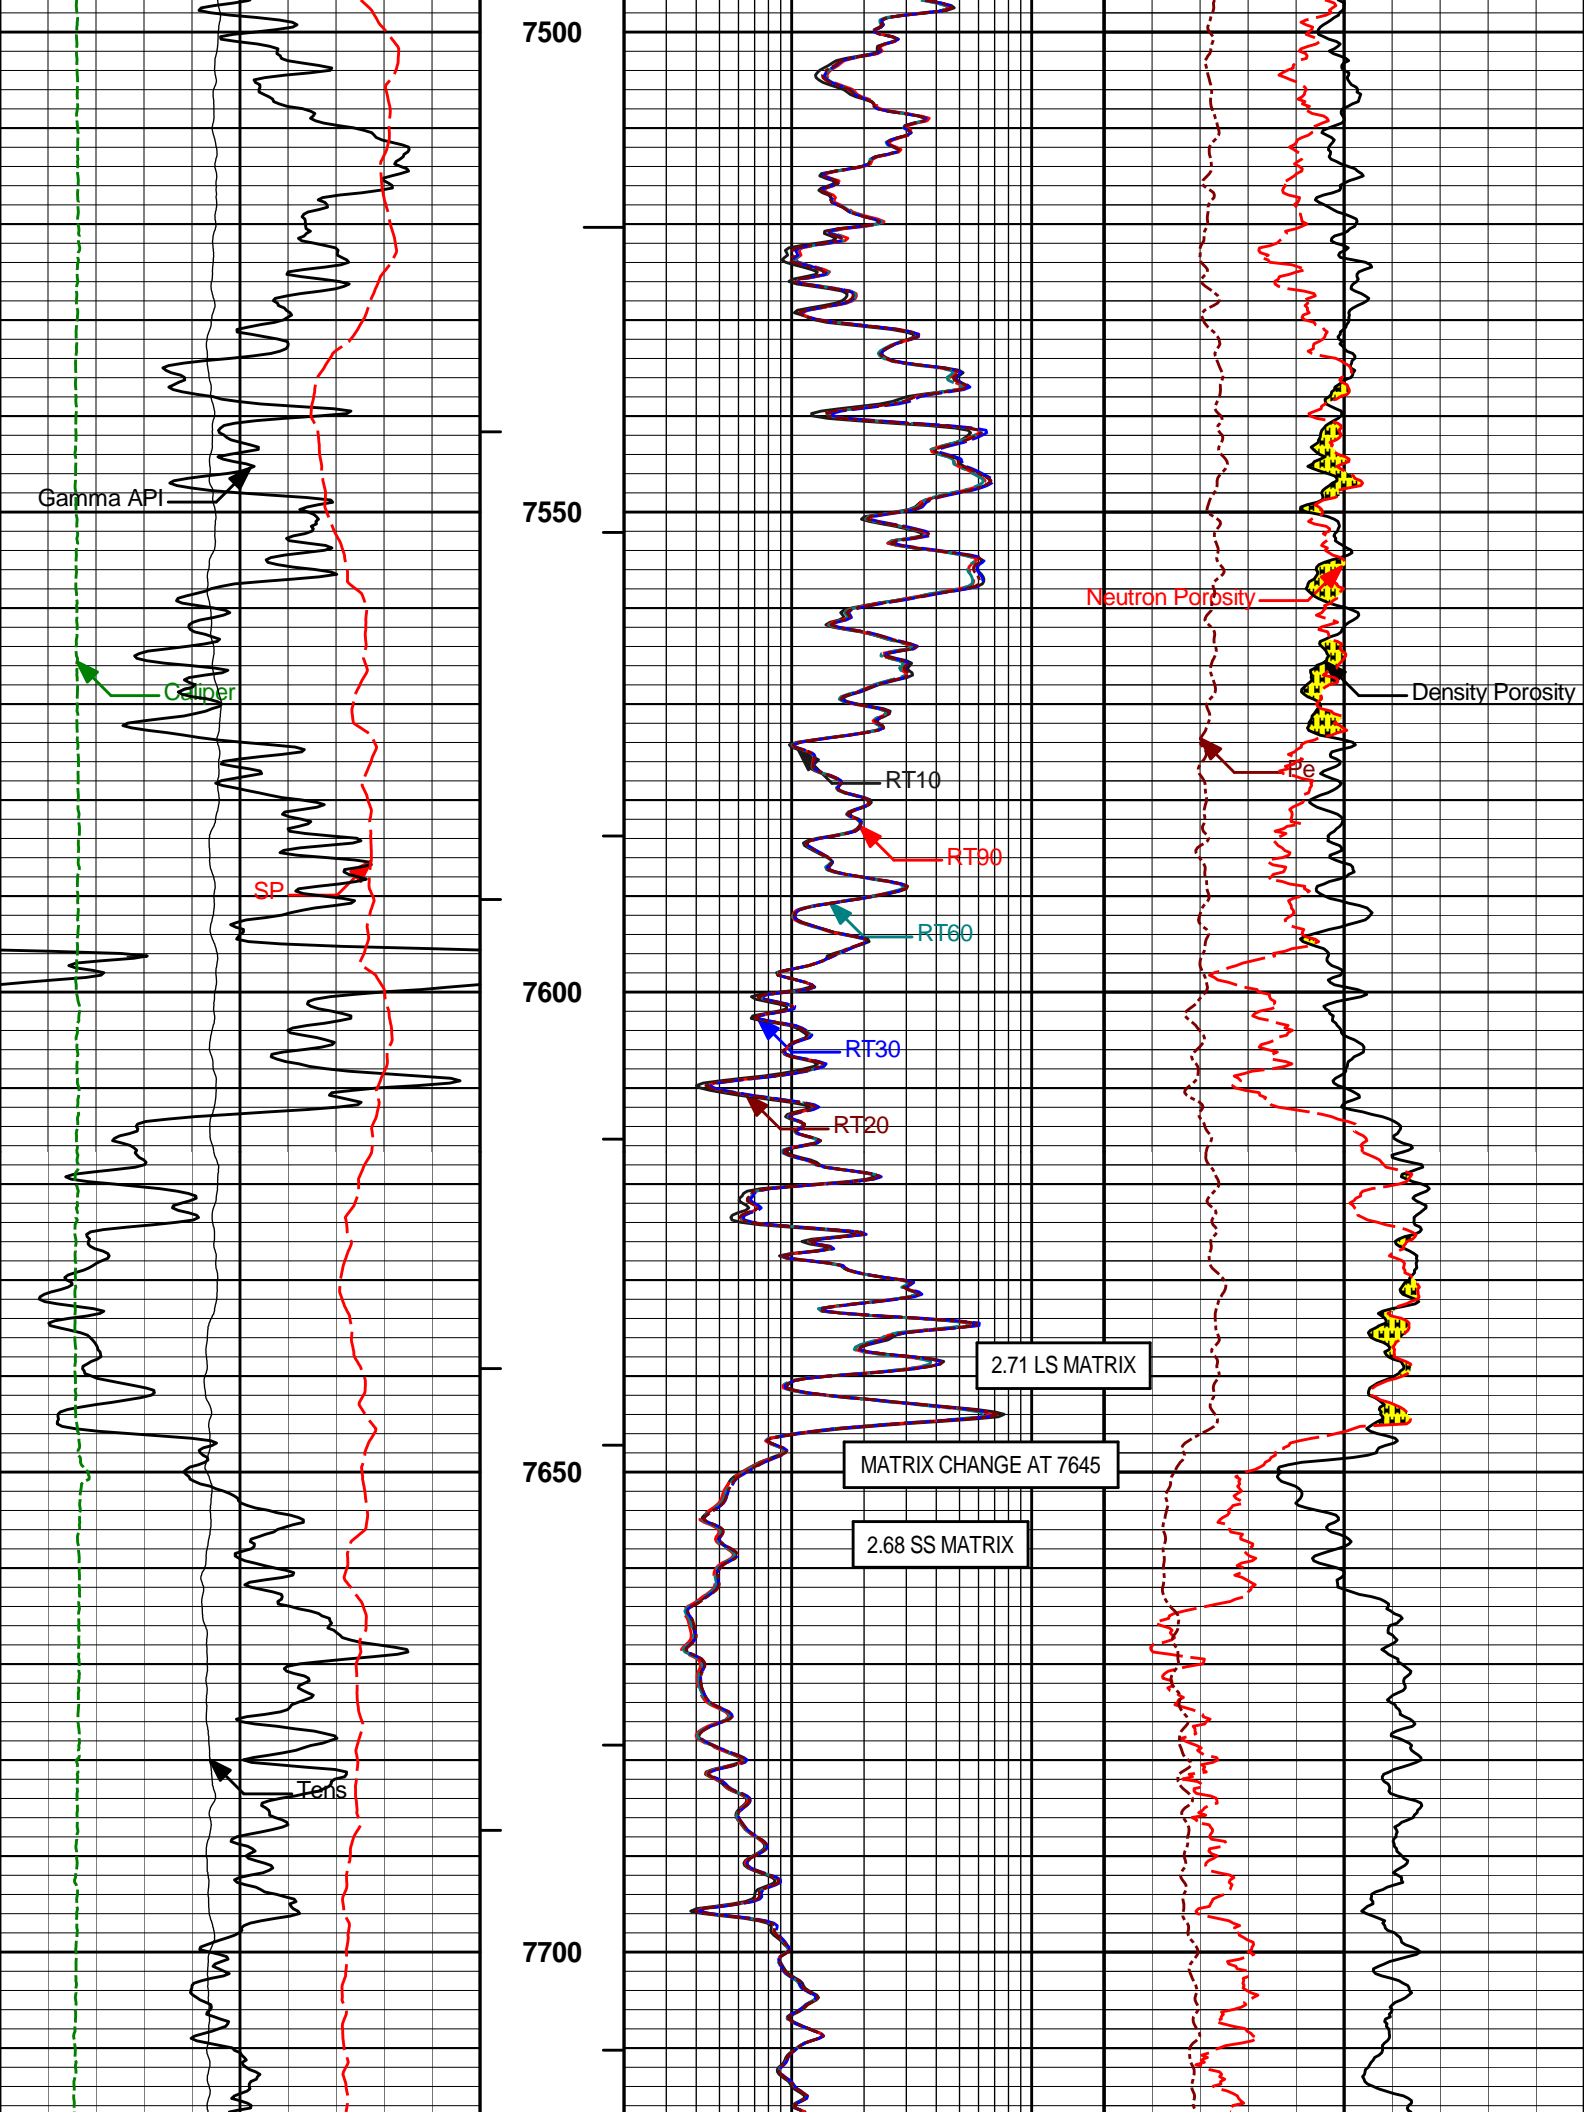 7500
Gamma API
7550
Neutron Porosity
Caliper
Density Porosity
Pe
RT10
RT90
SP
RT60
7600
RT30
RT20
2.71 LS MATRIX
MATRIX CHANGE AT 7645
7650
2.68 SS MATRIX
Tens
7700